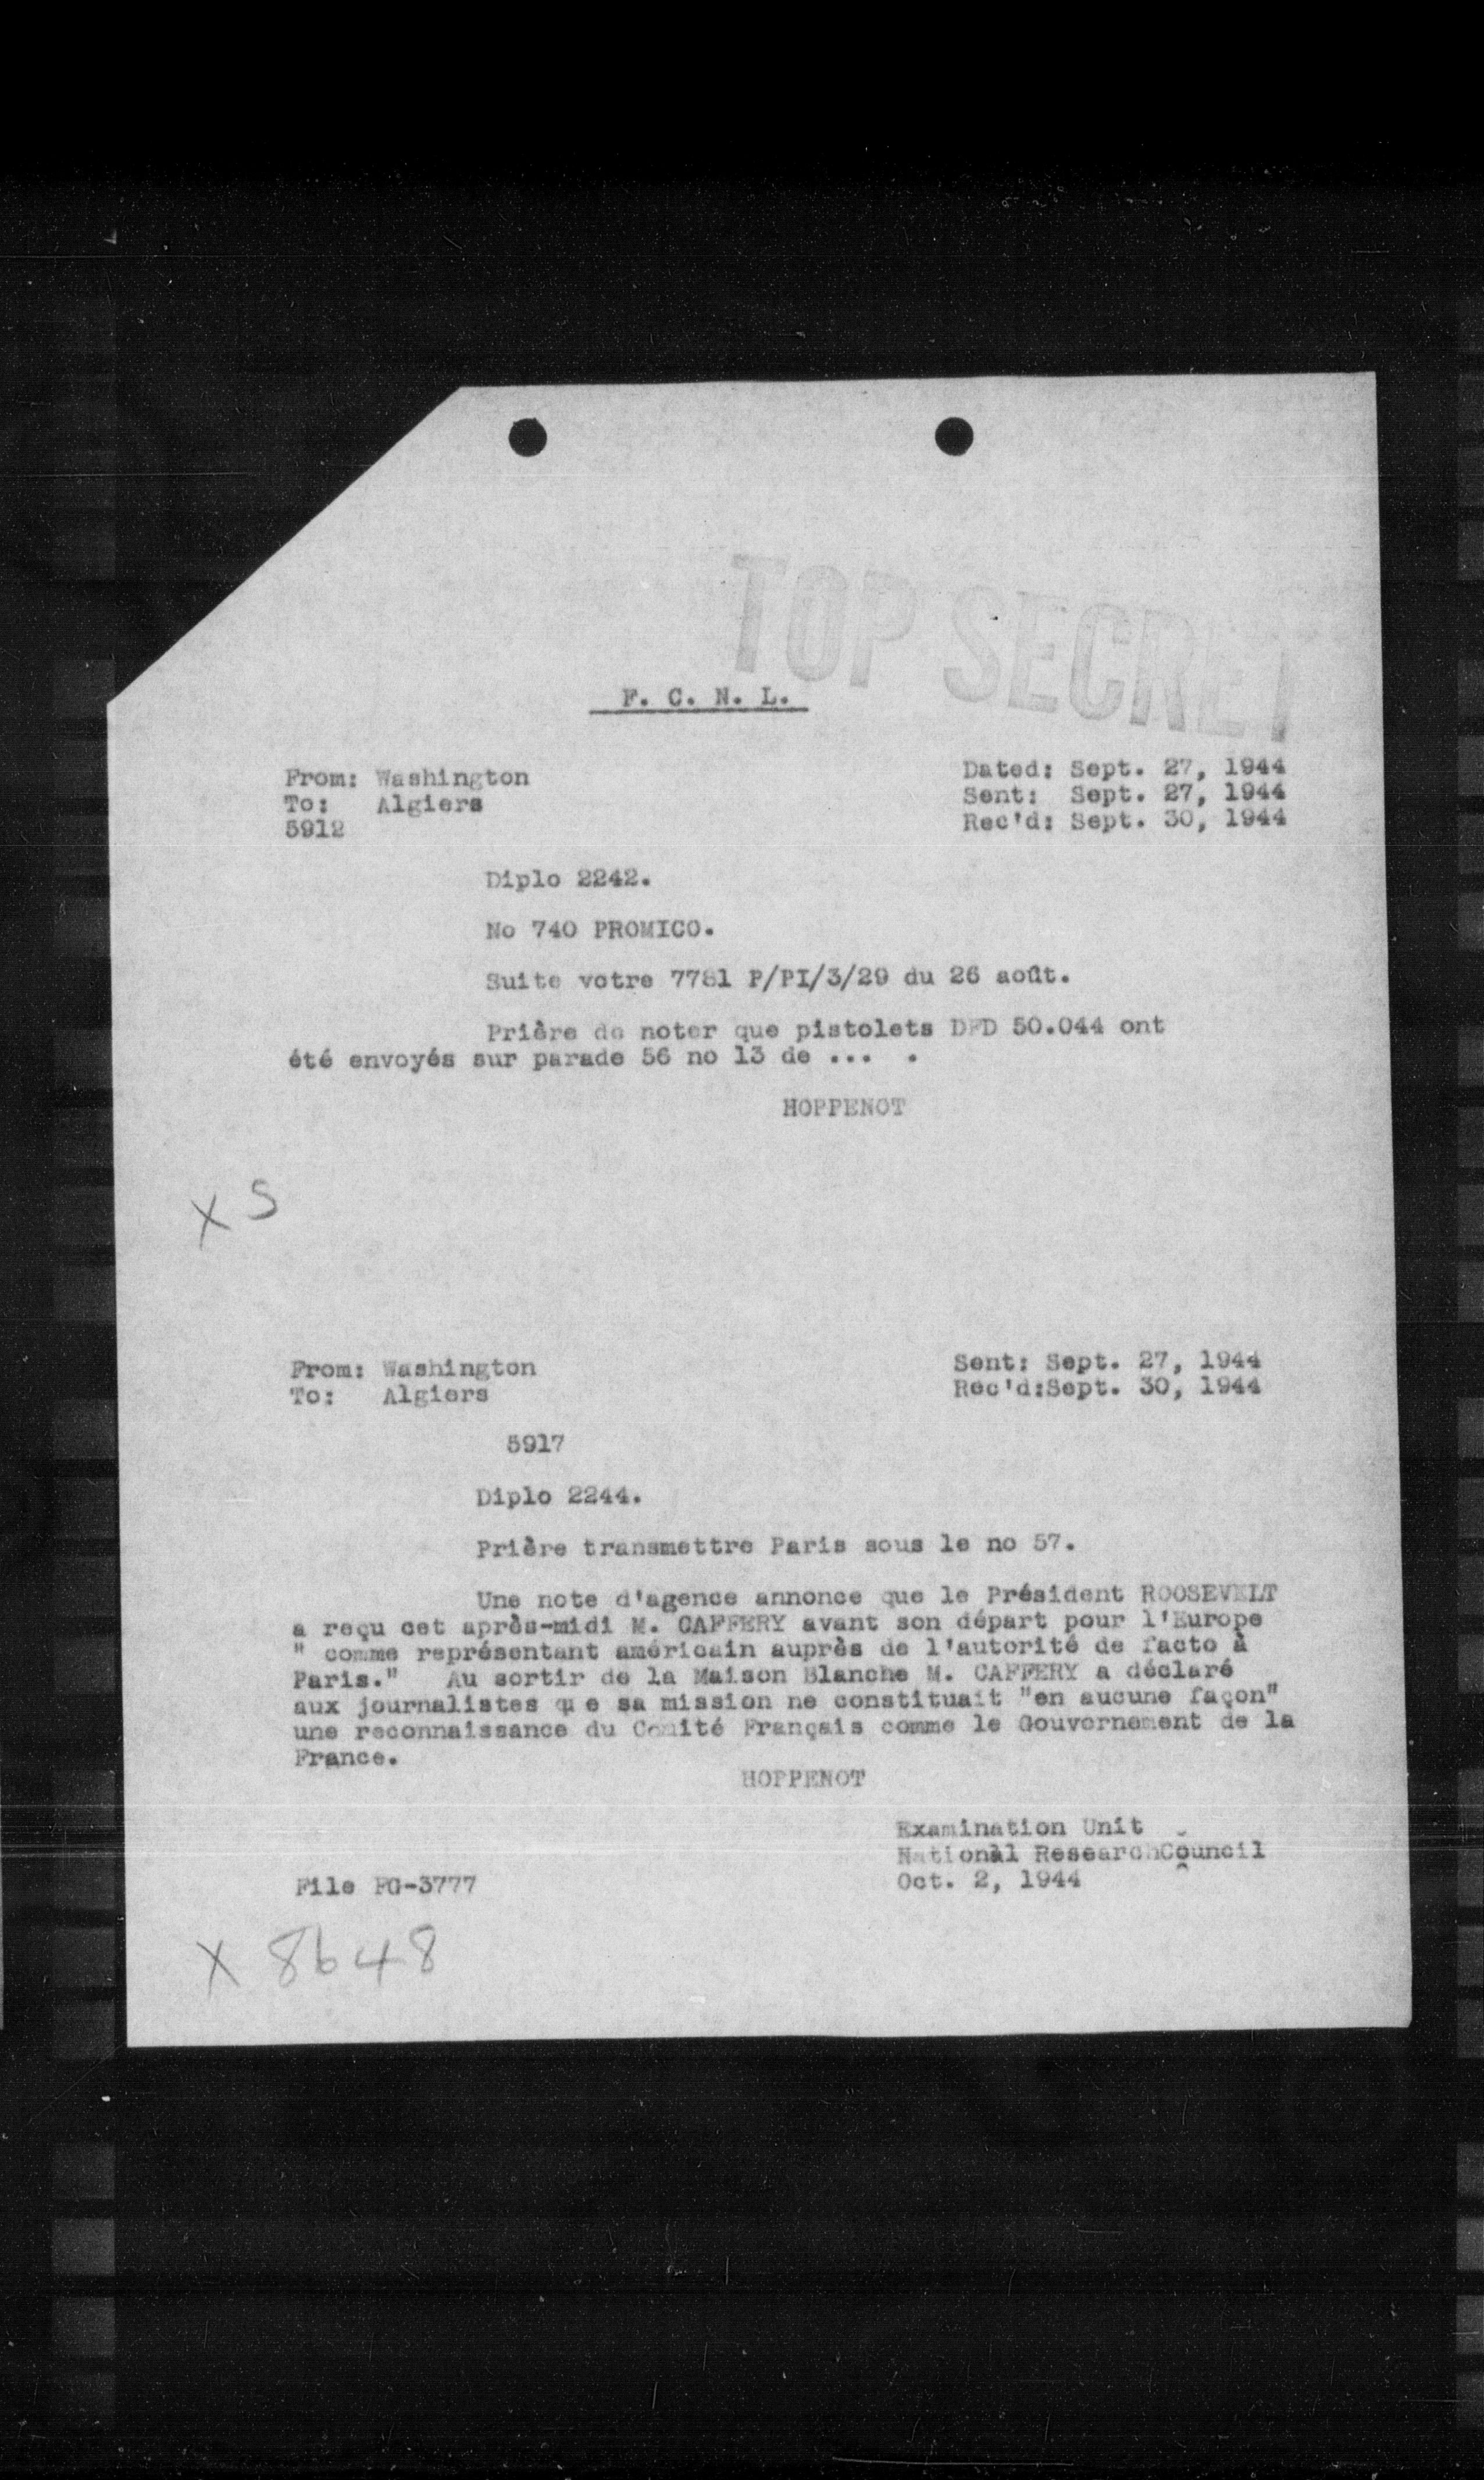 TOP SECRET
F. C. N. L.
From: Washington
To: Algiers
5912
Dated: Sept. 27, 1944
Sent: Sept. 27, 1944
Rec'd: Sept. 30, 1944
Diplo 2242.
No 740 PROMICO.
Suite votre 7781 P/PI/3/29 du 26 août.
Prière de noter que pistolets DFD 50.044 ont
été envoyés sur parade 56 no 13 de ... .
HOPPENOT
X S
From: Washington
To: Algiers
Sent: Sept. 27, 1944
Rec'd:Sept. 30, 1944
5917
Diplo 2244.
Prière transmettre Paris sous le no 57.
Une note d'agence annonce que le Président ROOSEVELT
a reçu cet après-midi M. CAFFERY avant son départ pour l'Europe
" comme représentant américain auprès de l'autorité de facto à
Paris." Au sortir de la Maison Blanche M. CAFFERY a déclaré
aux journalistes qu e sa mission ne constituait "en aucune façon"
une reconnaissance du Comité Français comme le Gouvernement de la
France.
HOPPENOT
Examination Unit
National ResearchCouncil
Oct. 2, 1944
File FG-3777
X 8648